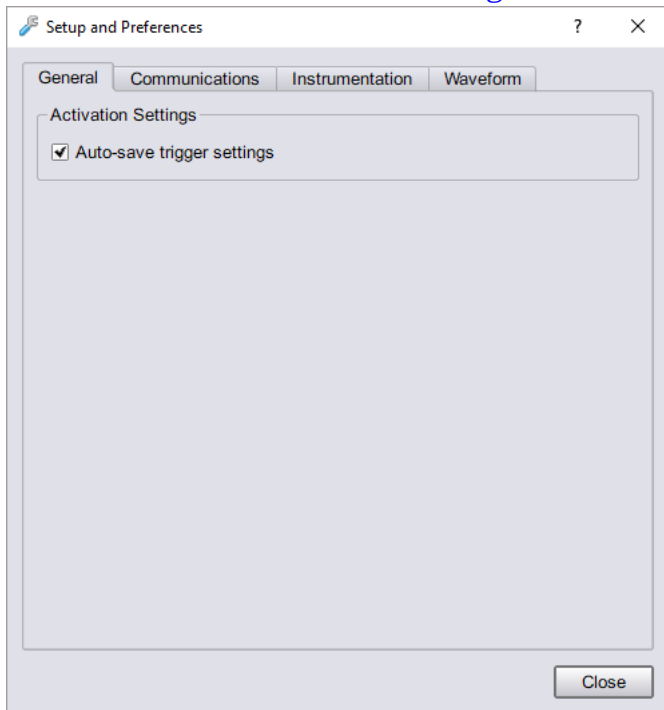 Setup and Preferences ?
General Communications Instrumentation Waveform
Activation Settings
Auto-save trigger settings
Close